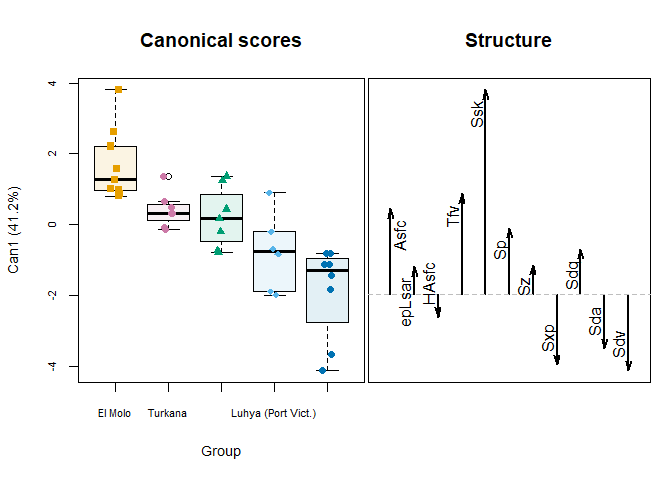 Canonical scores
Structure
Can1 (41.2%)
4
2
0
-2
-4
El Molo
Turkana
Luhya (Port Vict.)
Group
Asfc
epLsar
HAsfc
Tfv
Ssk
Sp
Sz
Sxp
Sdq
Sda
Sdv